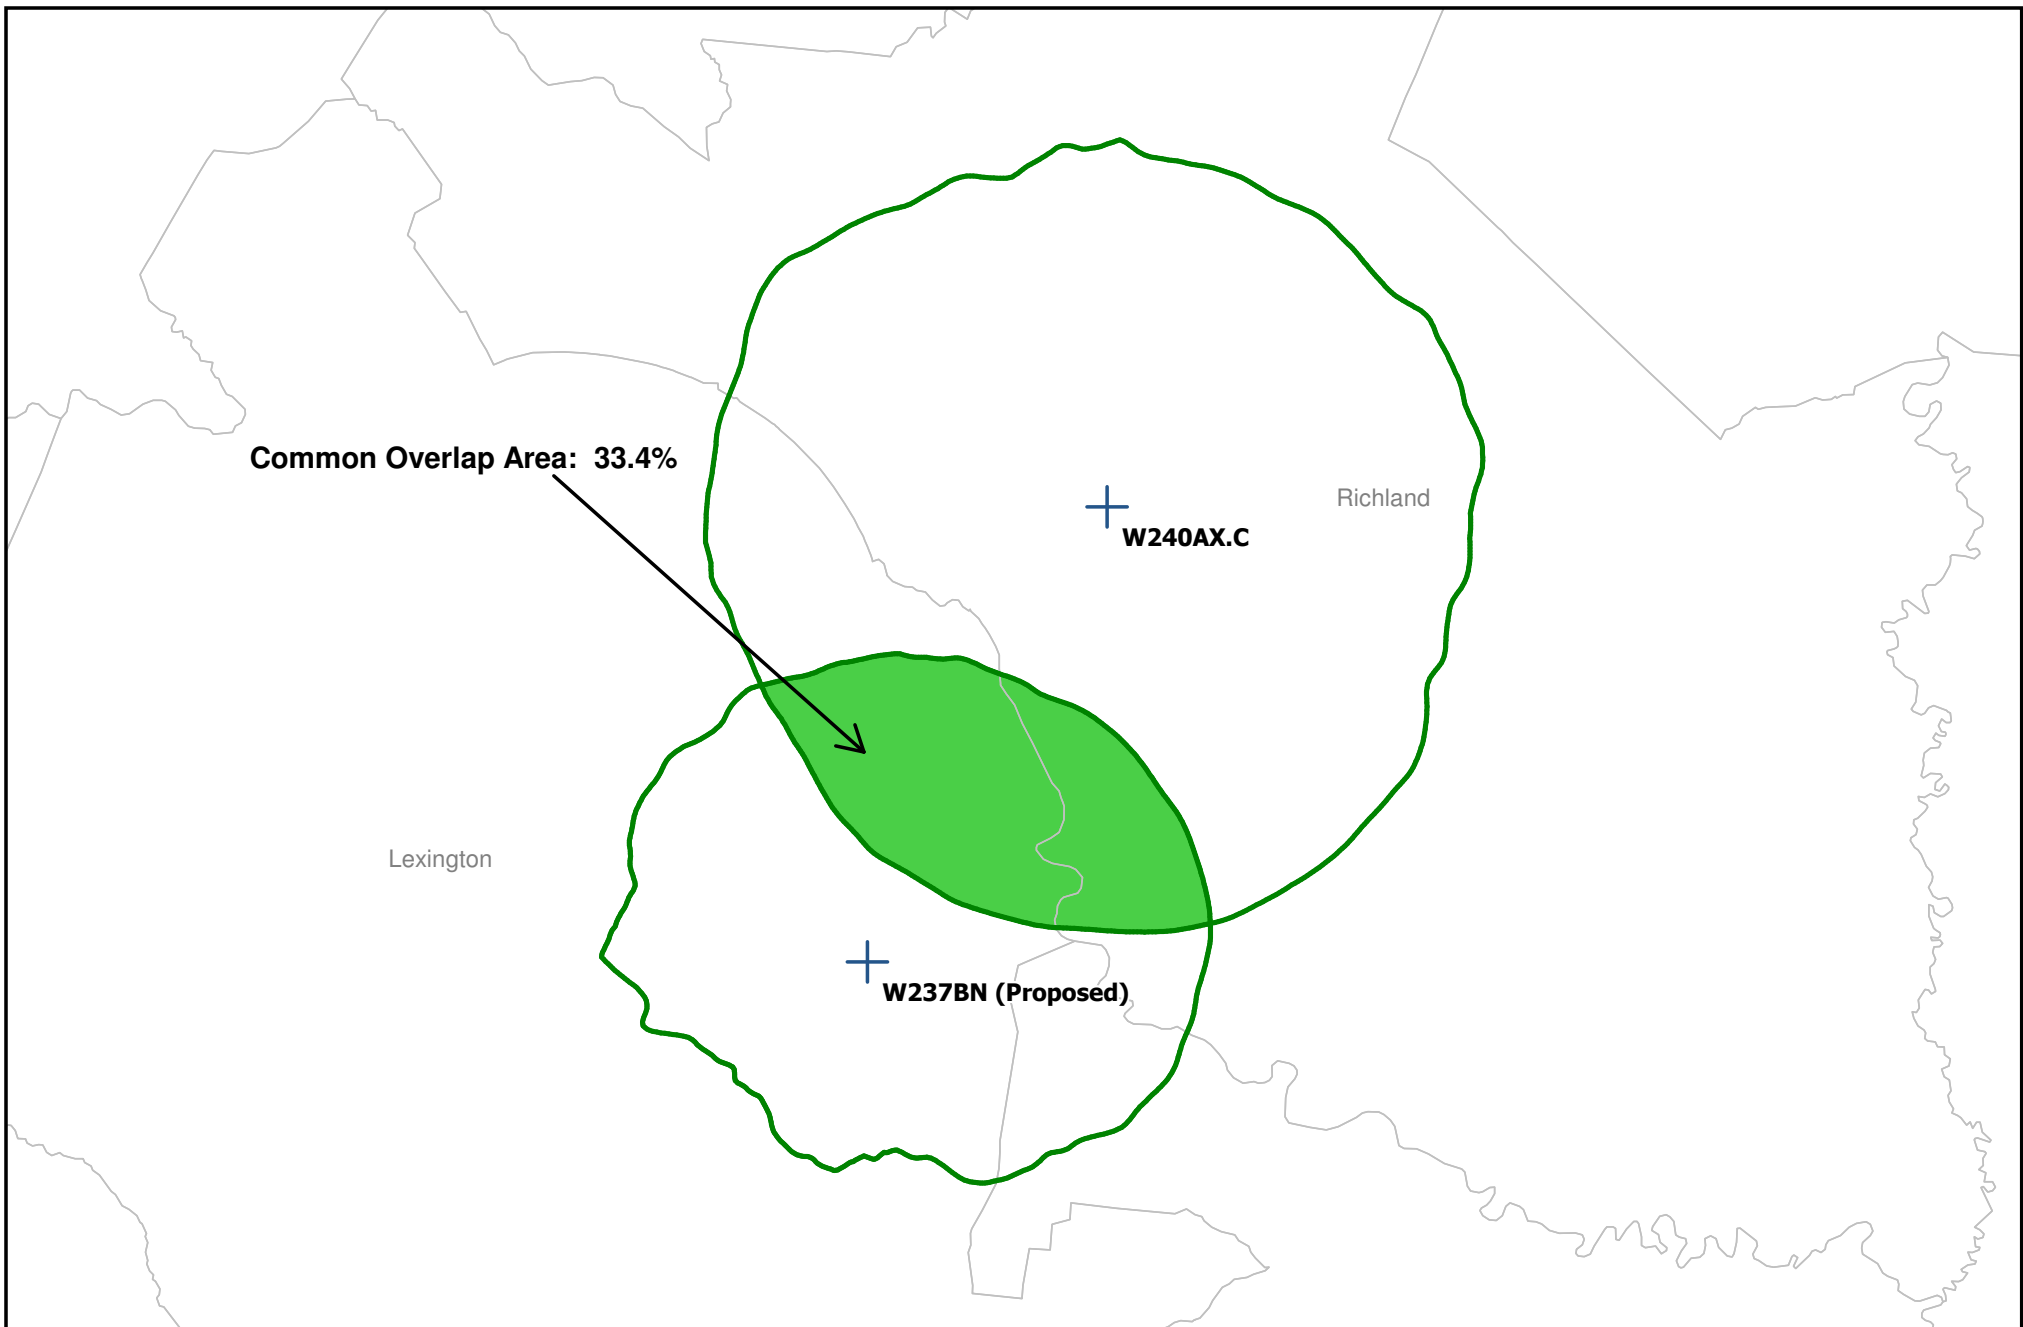 Common Overlap Area:  33.4%
Richland
W240AX.C
Lexington
W237BN (Proposed)